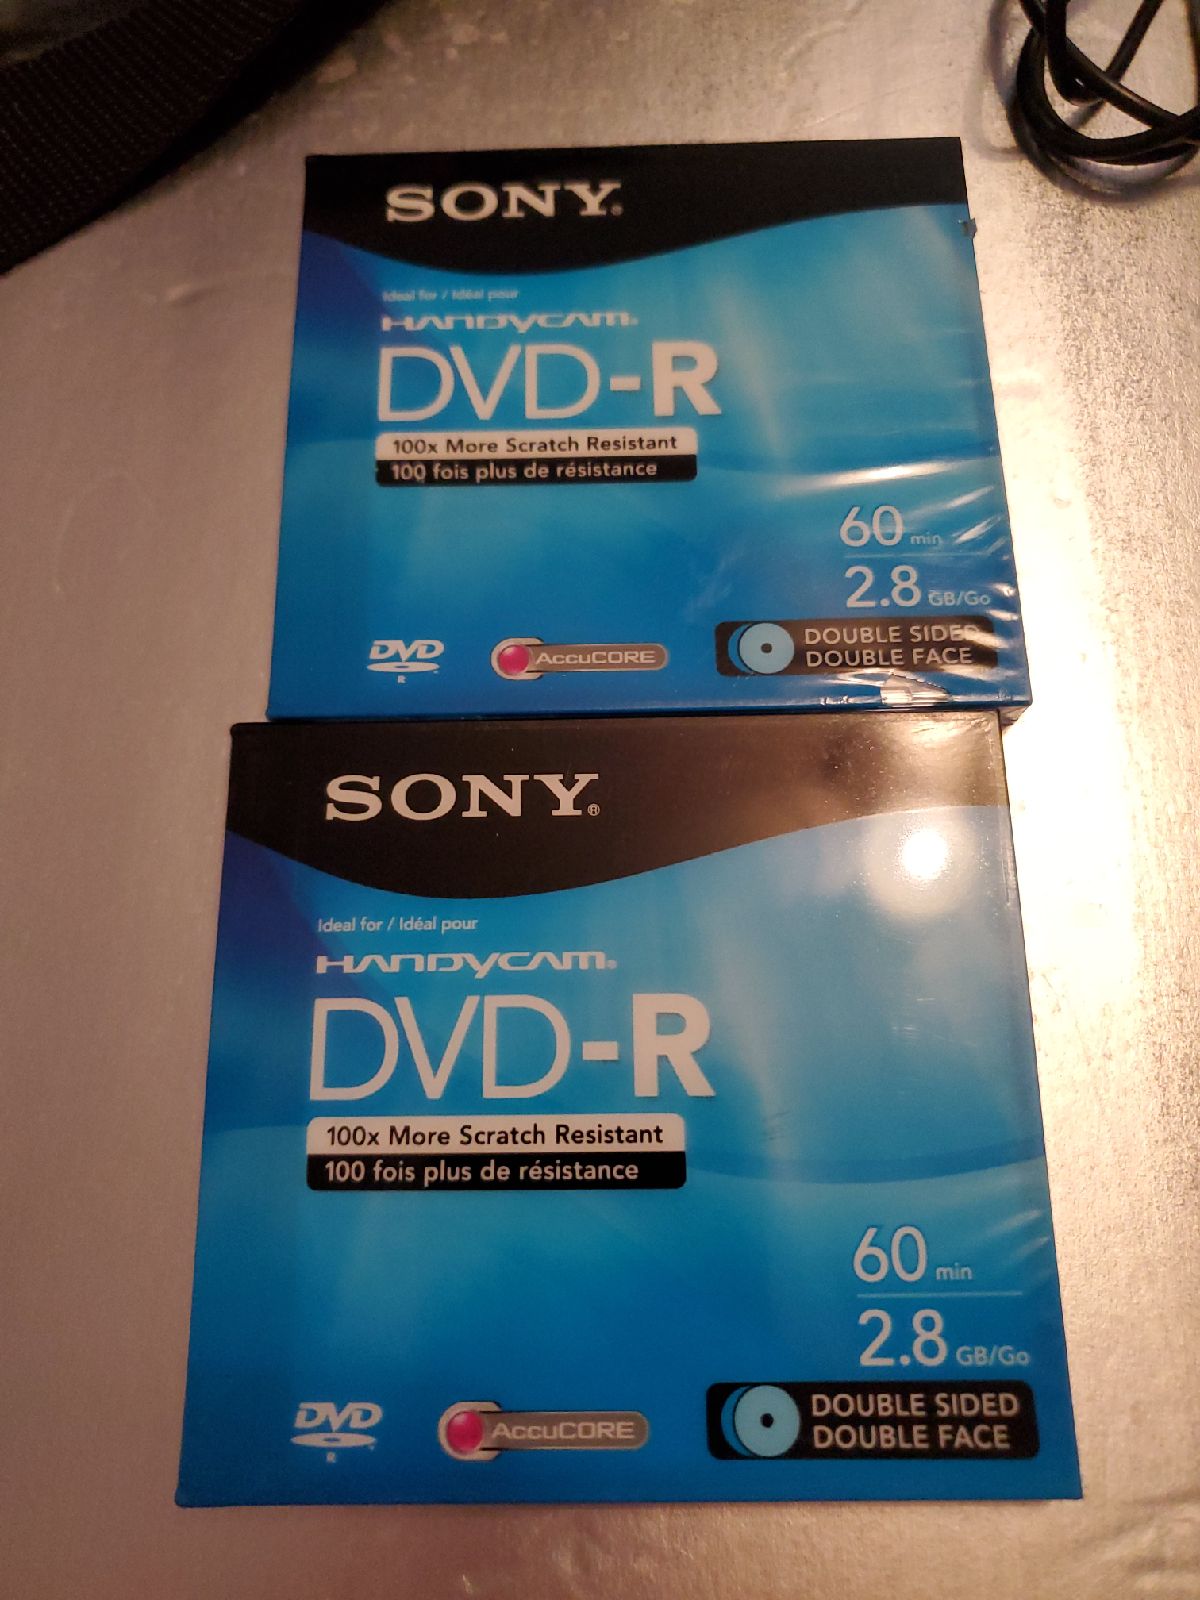 SONY®
Ideal for / Idéal pour
HANDYCAM®
DVD-R
100x More Scratch Resistant
100 fois plus de résistance
60 min
2.8 GB/Go
DVD
R
AccuCORE
DOUBLE SIDED
DOUBLE FACE
SONY®
Ideal for / Idéal pour
HANDYCAM®
DVD-R
100x More Scratch Resistant
100 fois plus de résistance
60 min
2.8 GB/Go
DVD
R
AccuCORE
DOUBLE SIDED
DOUBLE FACE